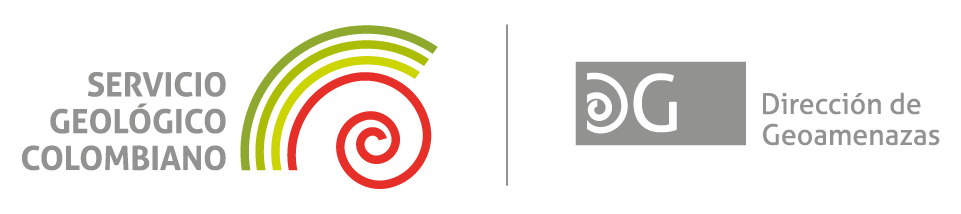 SERVICIO
GEOLÓGICO
COLOMBIANO
DG
Dirección de
Geoamenazas